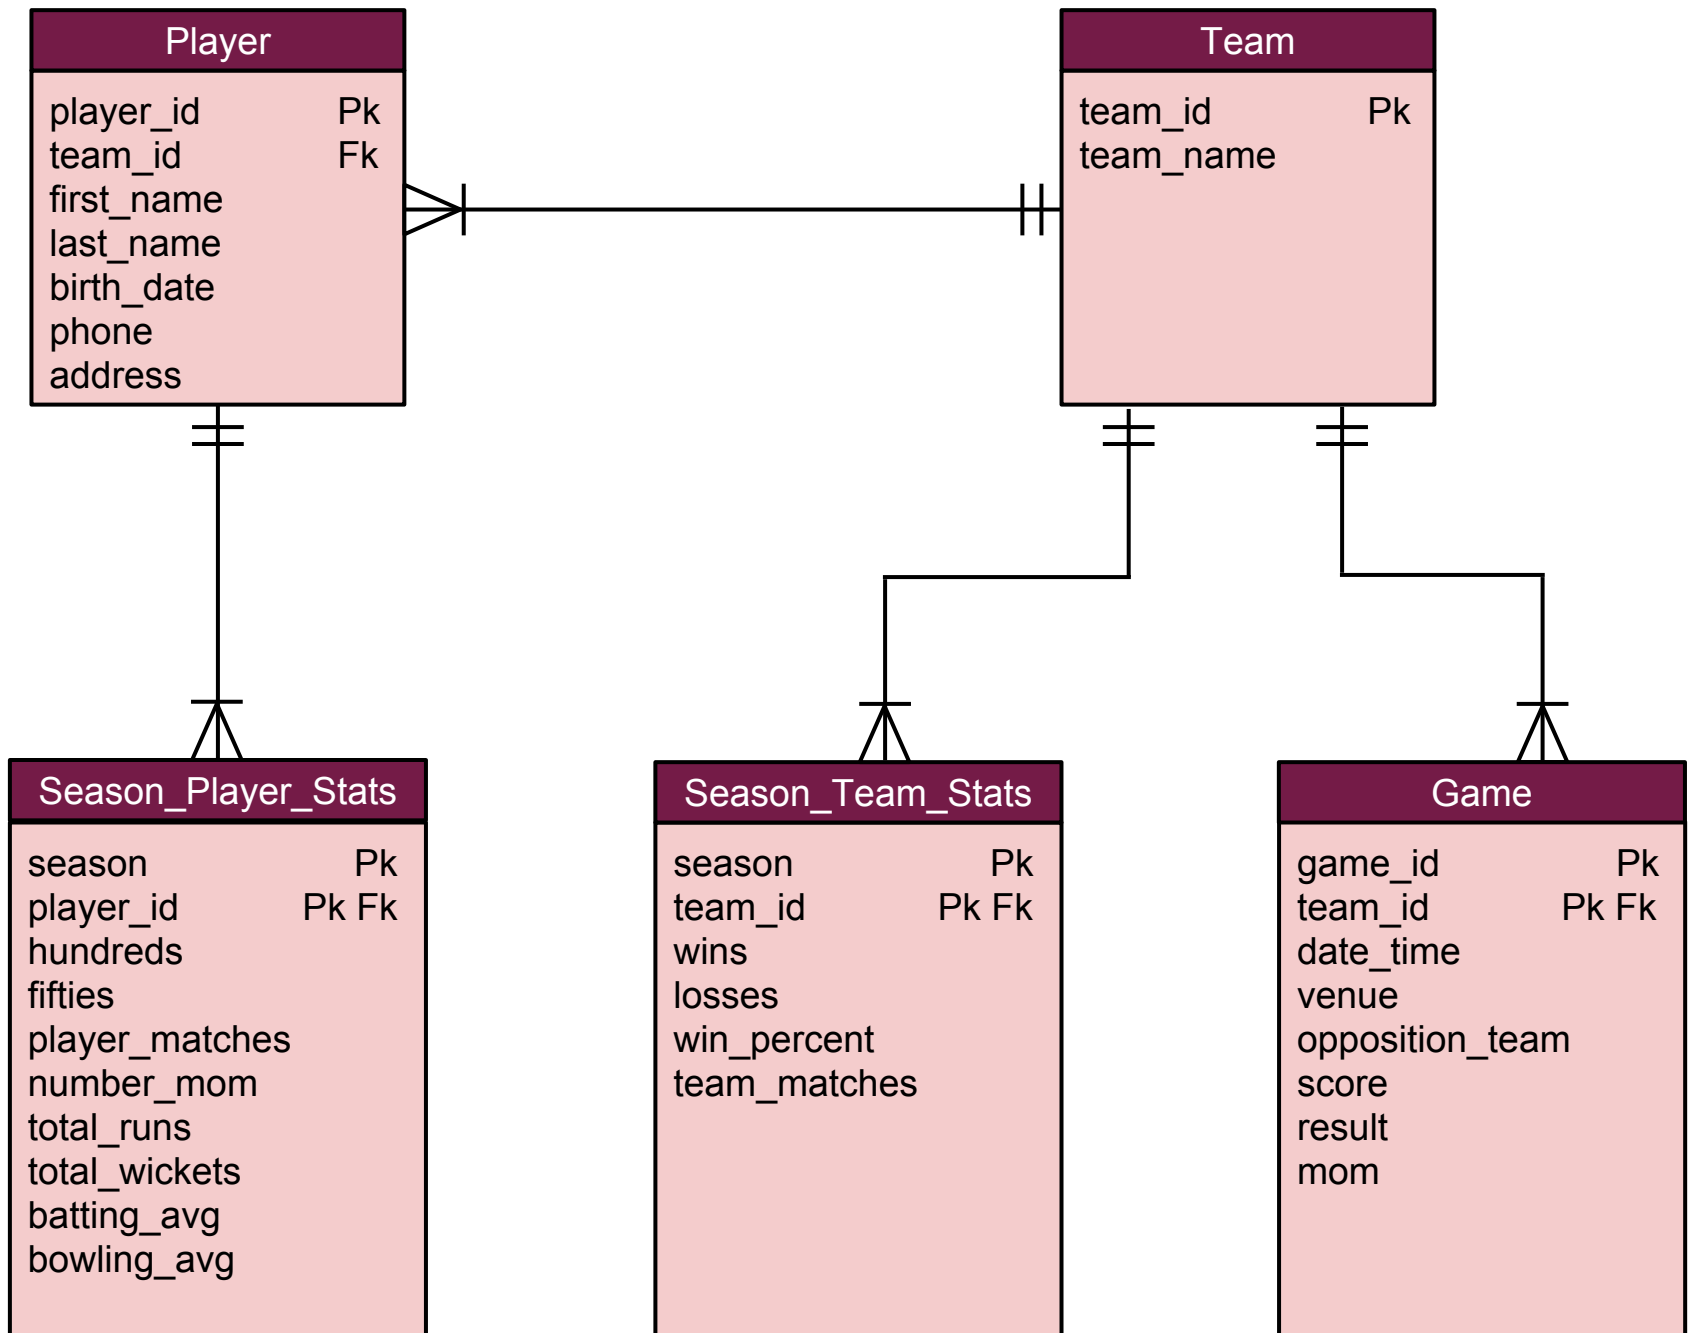 Player
player_id Pk
team_id Fk
first_name
last_name
birth_date
phone
address
Team
team_id Pk
team_name
Season_Player_Stats
season Pk
player_id Pk Fk
hundreds
fifties
player_matches
number_mom
total_runs
total_wickets
batting_avg
bowling_avg
Season_Team_Stats
season Pk
team_id Pk Fk
wins
losses
win_percent
team_matches
Game
game_id Pk
team_id Pk Fk
date_time
venue
opposition_team
score
result
mom